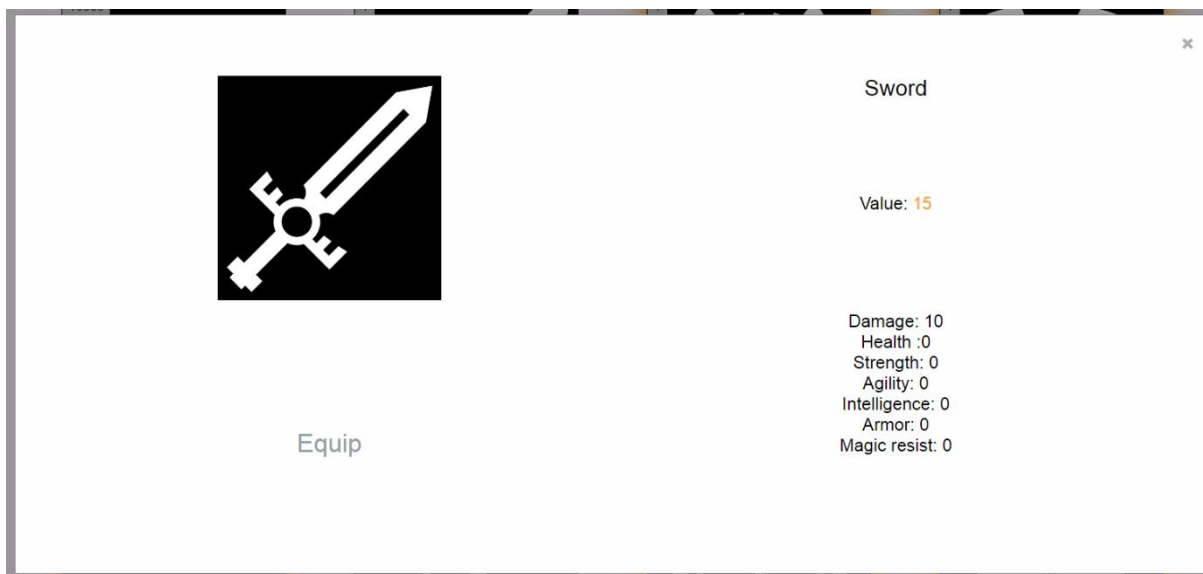 Sword
Value: 15
Damage: 10
Health :0
Strength: 0
Agility: 0
Intelligence: 0
Armor: 0
Magic resist: 0
Equip